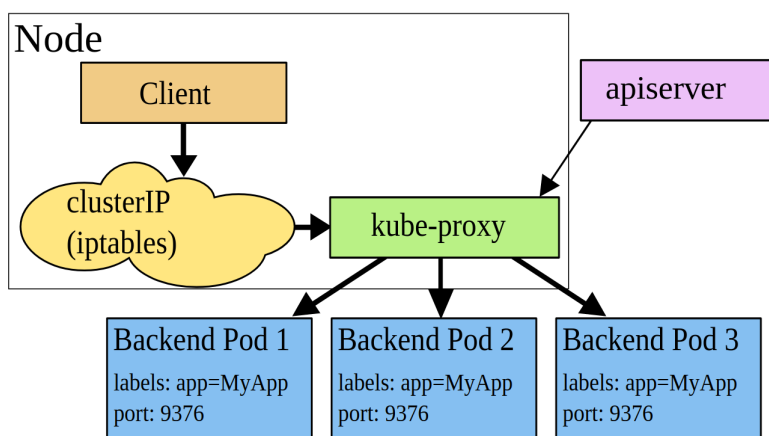 Node
Client
apiserver
clusterIP
(iptables)
kube-proxy
Backend Pod 1
labels: app=MyApp
port: 9376
Backend Pod 2
labels: app=MyApp
port: 9376
Backend Pod 3
labels: app=MyApp
port: 9376